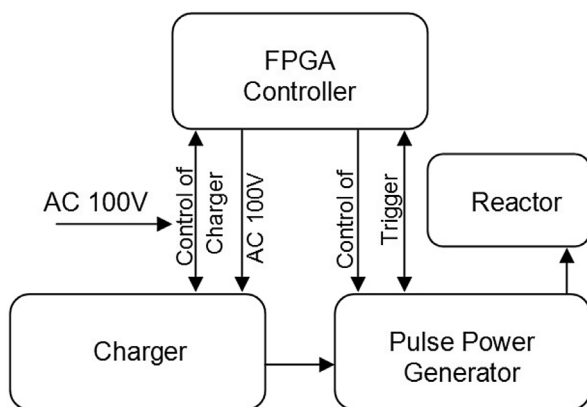 FPGA
Controller
AC 100V
Control of
Charger
AC 100V
Control of
Trigger
Reactor
Charger
Pulse Power
Generator